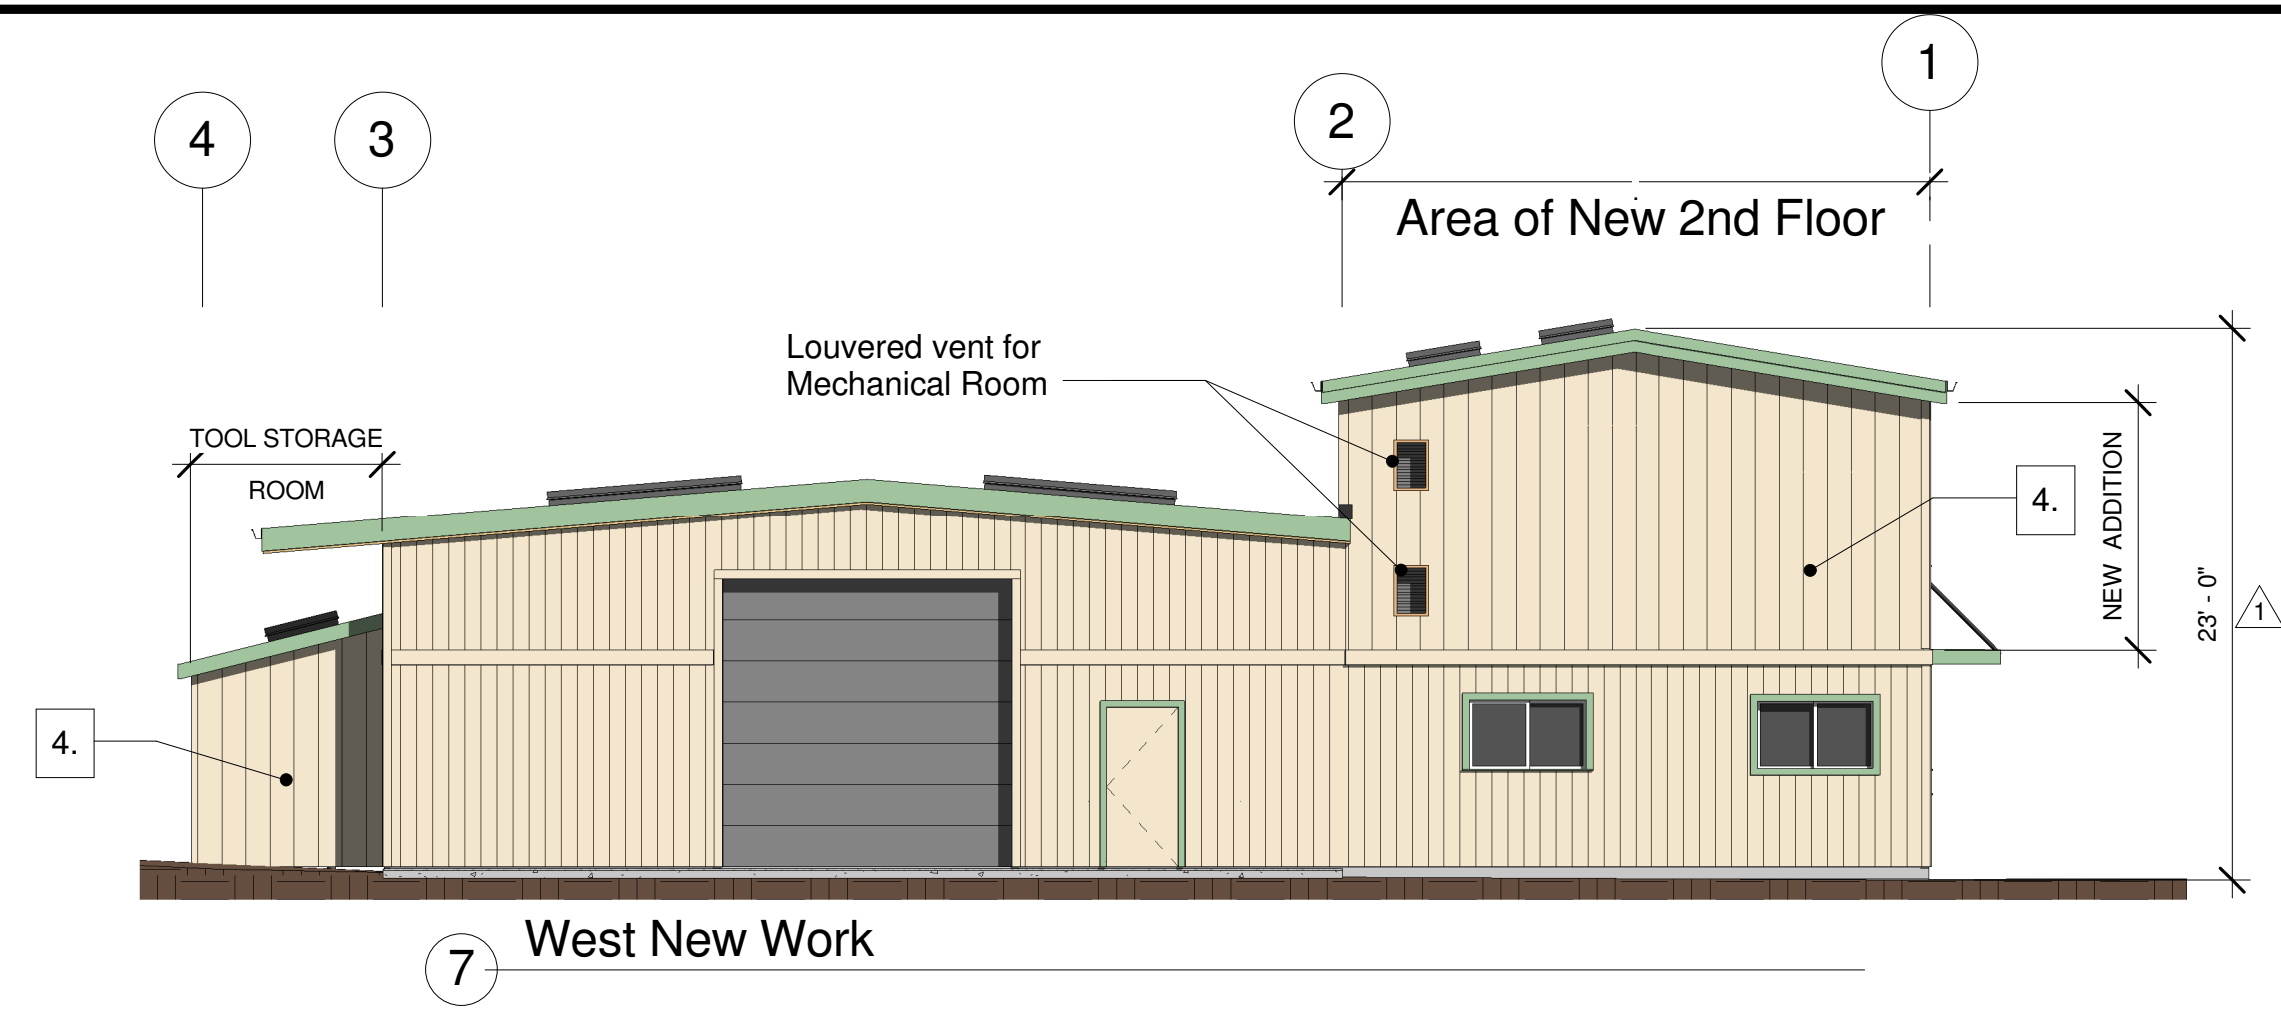 1
2
4
3
Area of New 2nd Floor
Louvered vent for
Mechanical Room
TOOL STORAGE
ROOM
4.
NEW ADDITION
23' - 0"
1
4.
West New Work
7